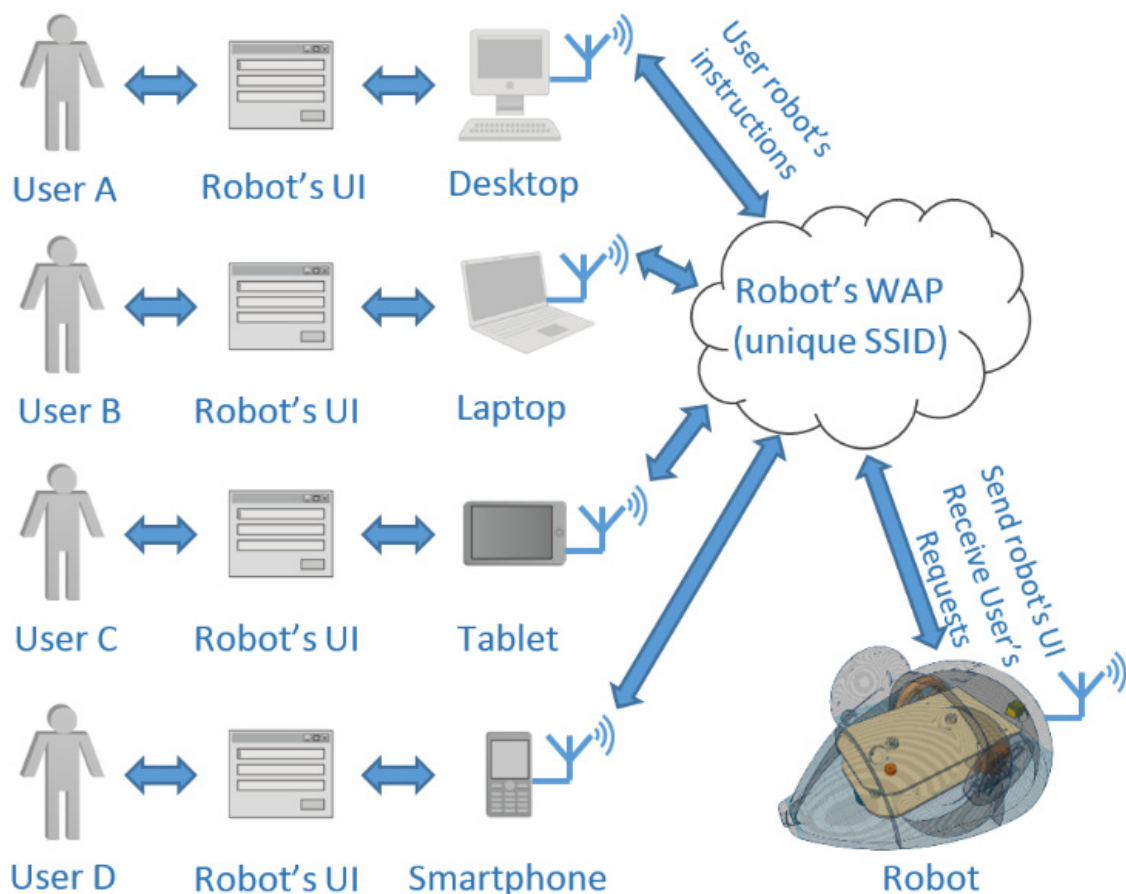 User A
Robot's UI
Desktop
User robot's
instructions
User B
Robot's UI
Laptop
Robot's WAP
(unique SSID)
User C
Robot's UI
Tablet
Send robot's UI
Receive User's
Requests
User D
Robot's UI
Smartphone
Robot